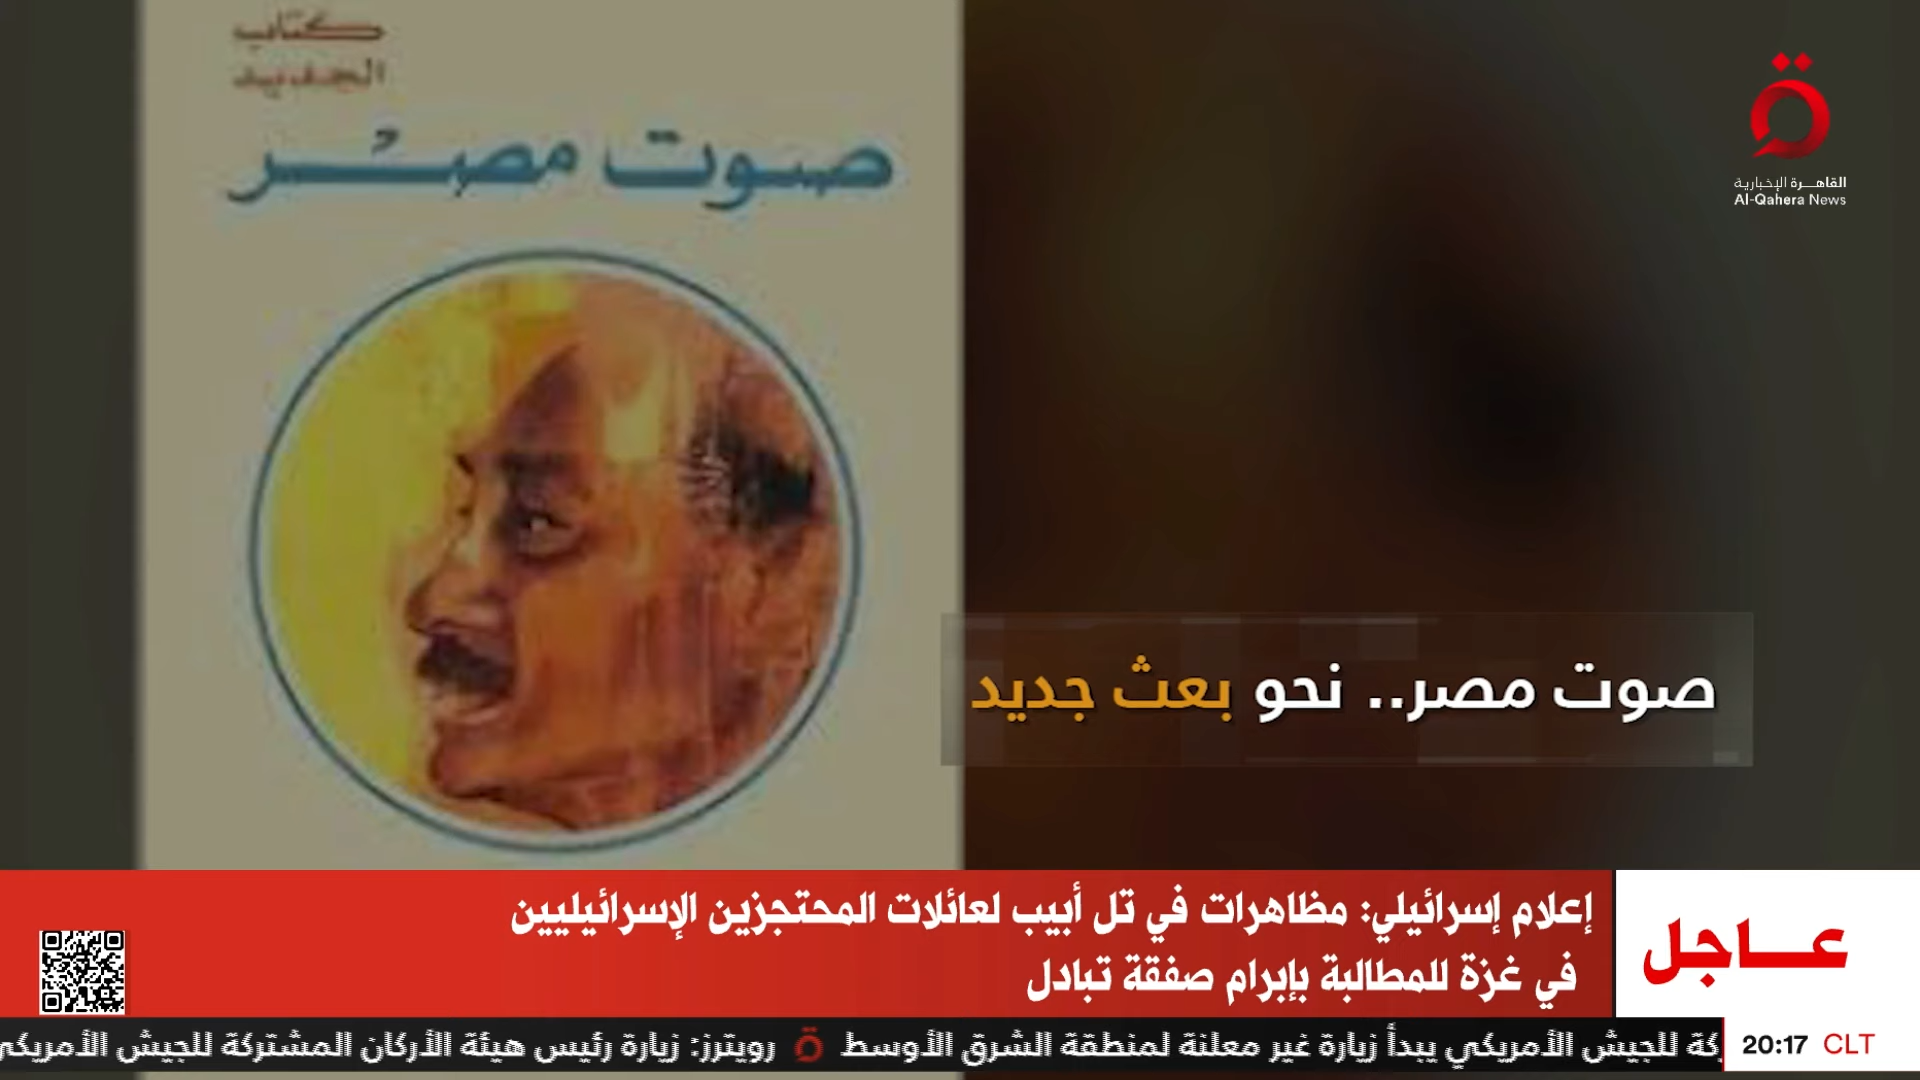 كتاب
الجديد
صوت مصر
القاهرة الإخبارية
Al-Qahera News
صوت مصر.. نحو بعث جديد
عاجل
إعلام إسرائيلي: مظاهرات في تل أبيب لعائلات المحتجزين الإسرائيليين
في غزة للمطالبة بإبرام صفقة تبادل
20:17 CLT
كة للجيش الأمريكي يبدأ زيارة غير معلنة لمنطقة الشرق الأوسط
رويترز: زيارة رئيس هيئة الأركان المشتركة للجيش الأمريكي